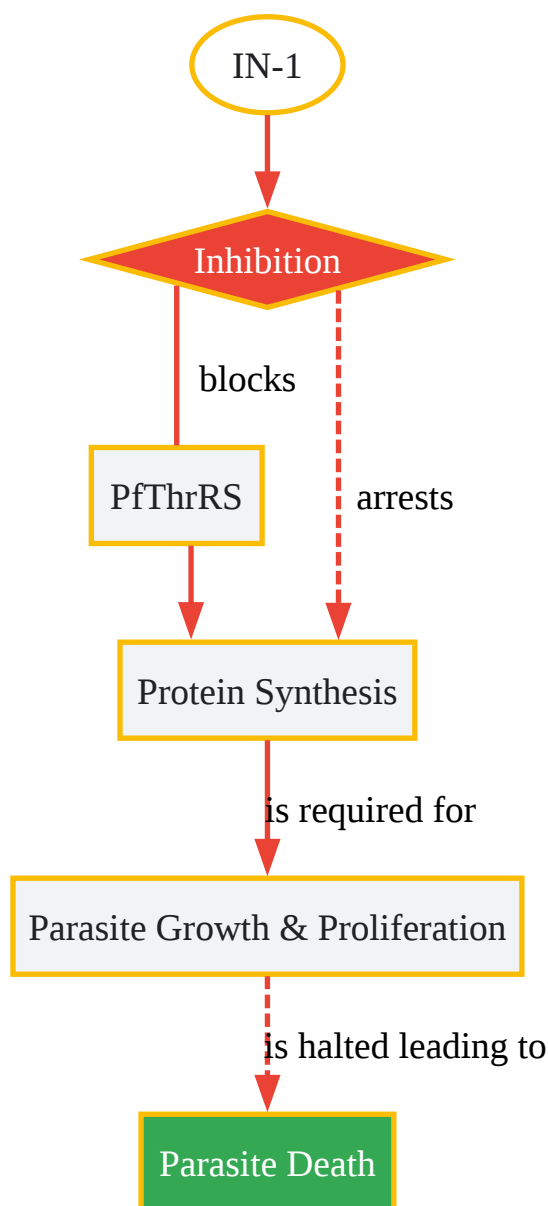 IN-1
Inhibition
blocks
PfThrRS
arrests
Protein Synthesis
is required for
Parasite Growth & Proliferation
is halted leading to
Parasite Death